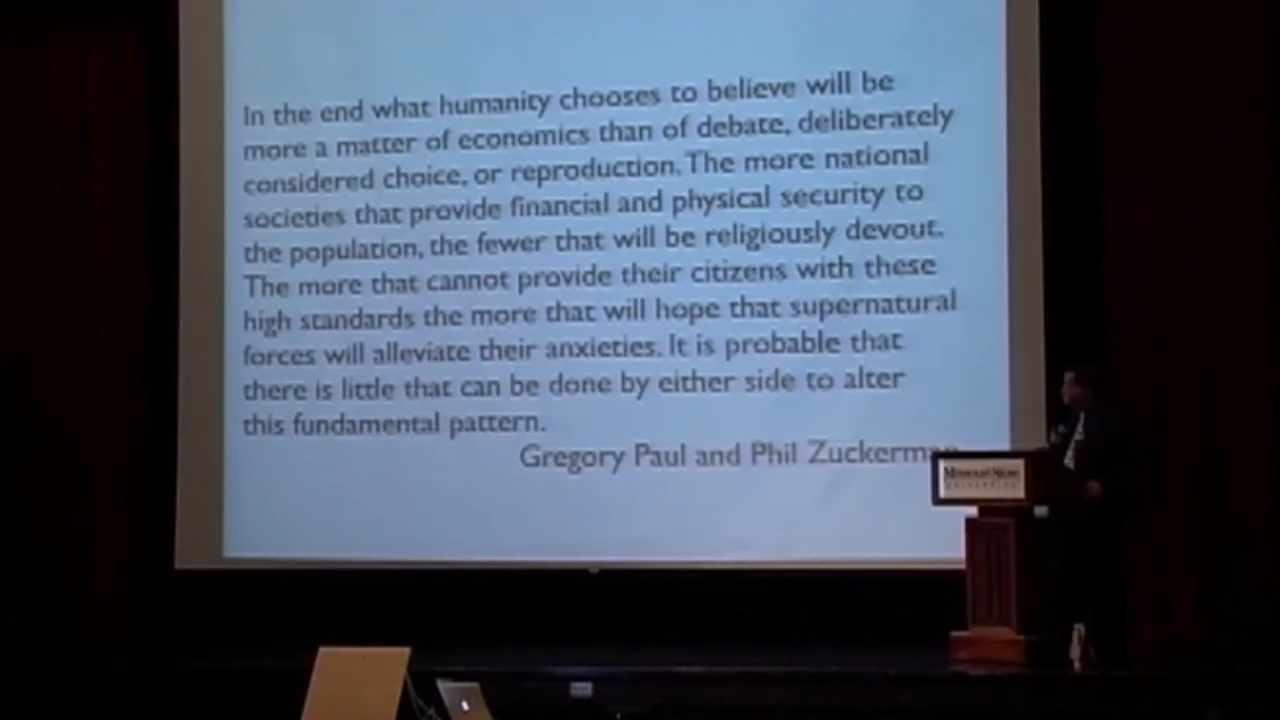 In the end what humanity chooses to believe will be
more a matter of economics than of debate, deliberately
considered choice, or reproduction. The more national
societies that provide financial and physical security to
the population, the fewer that will be religiously devout.
The more that cannot provide their citizens with these
high standards the more that will hope that supernatural
forces will alleviate their anxieties. It is probable that
there is little that can be done by either side to alter
this fundamental pattern.
Gregory Paul and Phil Zuckerman
Missouri State
UNIVERSITY